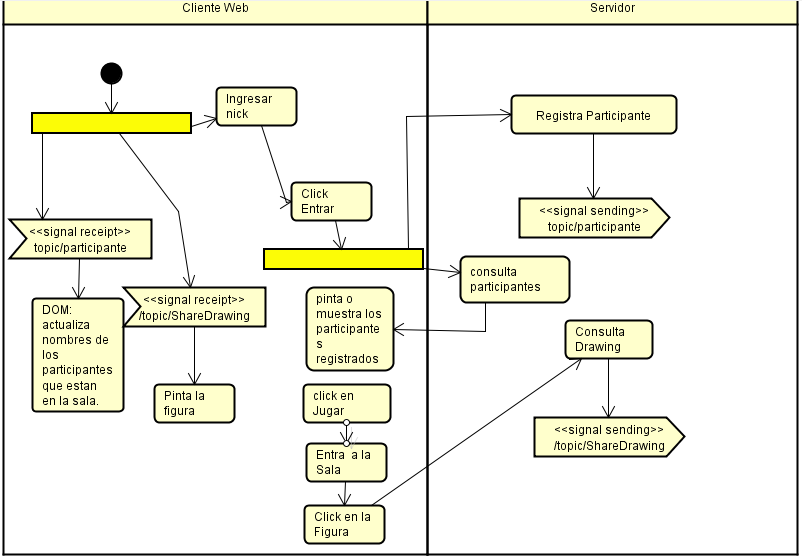 Cliente Web
Servidor
Ingresar
nick
Registra Participante
Click
Entrar
<<signal receipt>>
topic/participante
<<signal sending>>
topic/participante
consulta
participantes
<<signal receipt>>
/topic/ShareDrawing
DOM:
actualiza
nombres de
los
participantes
que estan
en la sala.
pinta o
muestra los
participante
s
registrados
Consulta
Drawing
Pinta la
figura
click en
Jugar
<<signal sending>>
/topic/ShareDrawing
Entra a la
Sala
Click en la
Figura